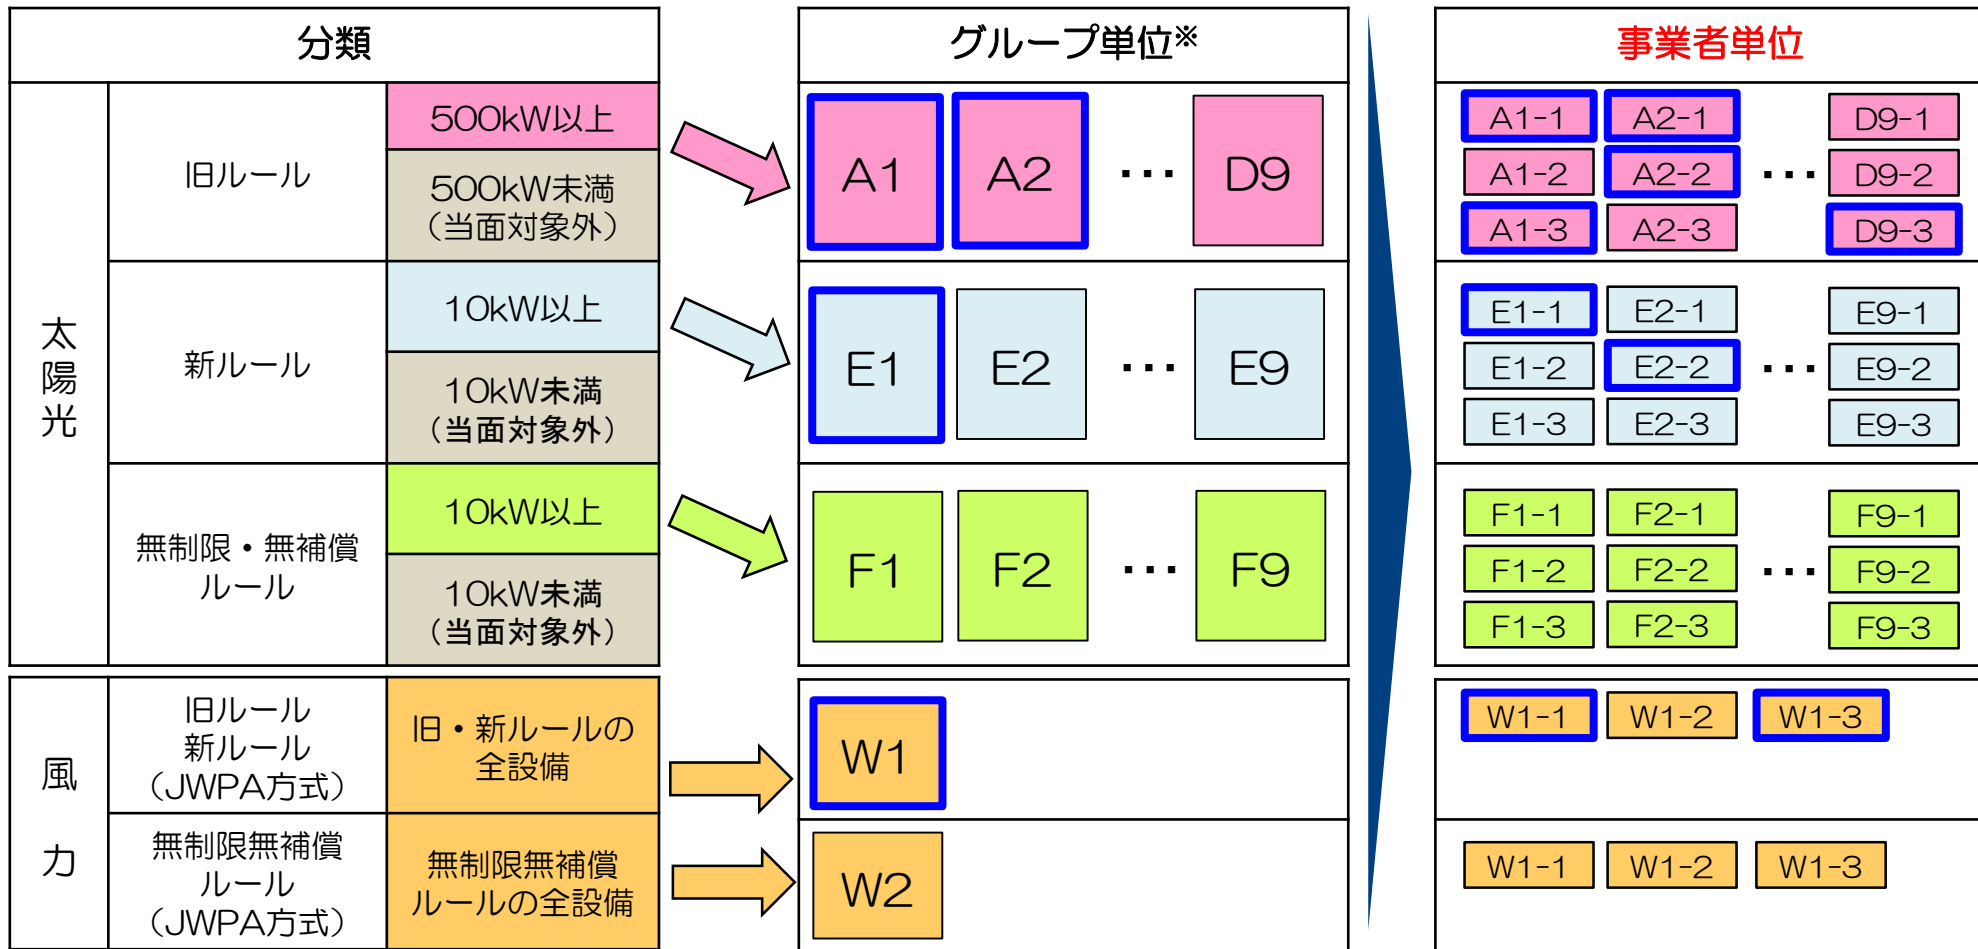 分類
グループ単位※
事業者単位
太陽光
旧ルール
500kW以上
500kW未満
（当面対象外）
A1
A2
・・・
D9
A1-1
A2-1
D9-1
A1-2
A2-2
・・・
D9-2
A1-3
A2-3
D9-3
新ルール
10kW以上
10kW未満
（当面対象外）
E1
E2
・・・
E9
E1-1
E2-1
E9-1
E1-2
E2-2
・・・
E9-2
E1-3
E2-3
E9-3
無制限・無補償
ルール
10kW以上
10kW未満
（当面対象外）
F1
F2
・・・
F9
F1-1
F2-1
F9-1
F1-2
F2-2
・・・
F9-2
F1-3
F2-3
F9-3
風力
旧ルール
新ルール
（JWPA方式）
旧・新ルールの
全設備
W1
W1-1
W1-2
W1-3
無制限無補償
ルール
（JWPA方式）
無制限無補償
ルールの全設備
W2
W1-1
W1-2
W1-3